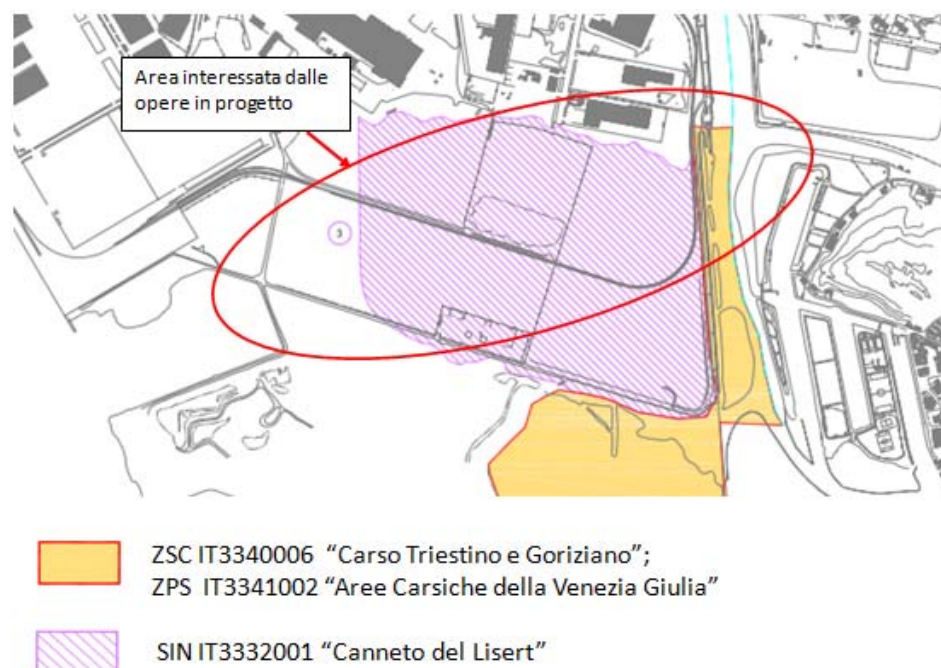 Area interessata dalle
opere in progetto
3
ZSC IT3340006 “Carso Triestino e Goriziano”;
ZPS IT3341002 “Aree Carsiche della Venezia Giulia”
SIN IT3332001 “Canneto del Lisert”